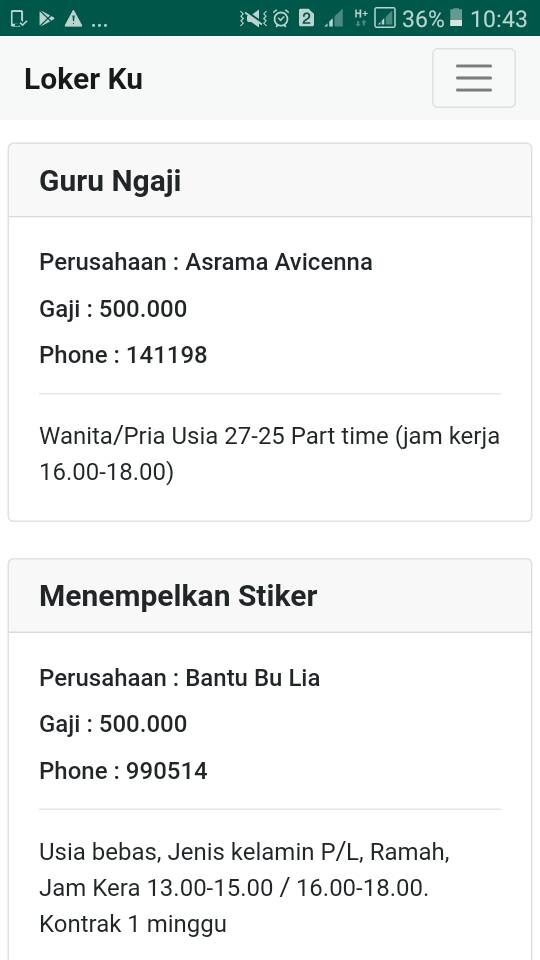 ... 2 H+ 36% 10:43
Loker Ku
Guru Ngaji
Perusahaan : Asrama Avicenna
Gaji : 500.000
Phone : 141198
Wanita/Pria Usia 27-25 Part time (jam kerja
16.00-18.00)
Menempelkan Stiker
Perusahaan : Bantu Bu Lia
Gaji : 500.000
Phone : 990514
Usia bebas, Jenis kelamin P/L, Ramah,
Jam Kera 13.00-15.00 / 16.00-18.00.
Kontrak 1 minggu